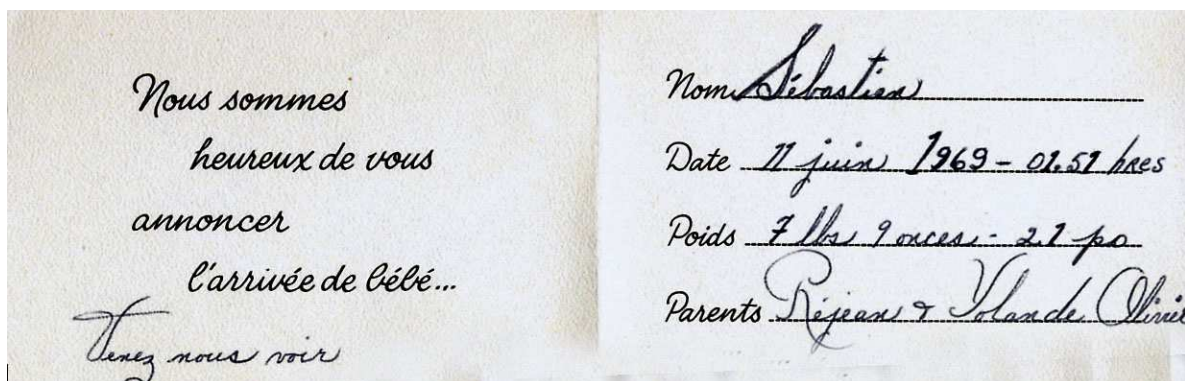 Nous sommes
heureux de vous
annoncer
l'arrivée de bébé...
Venez nous voir
Nom Sébastien
Date 11 juin 1969 - 01.51 hres
Poids 7 lbs 9 onces - 21 po
Parents Réjean & Yolande Olivier